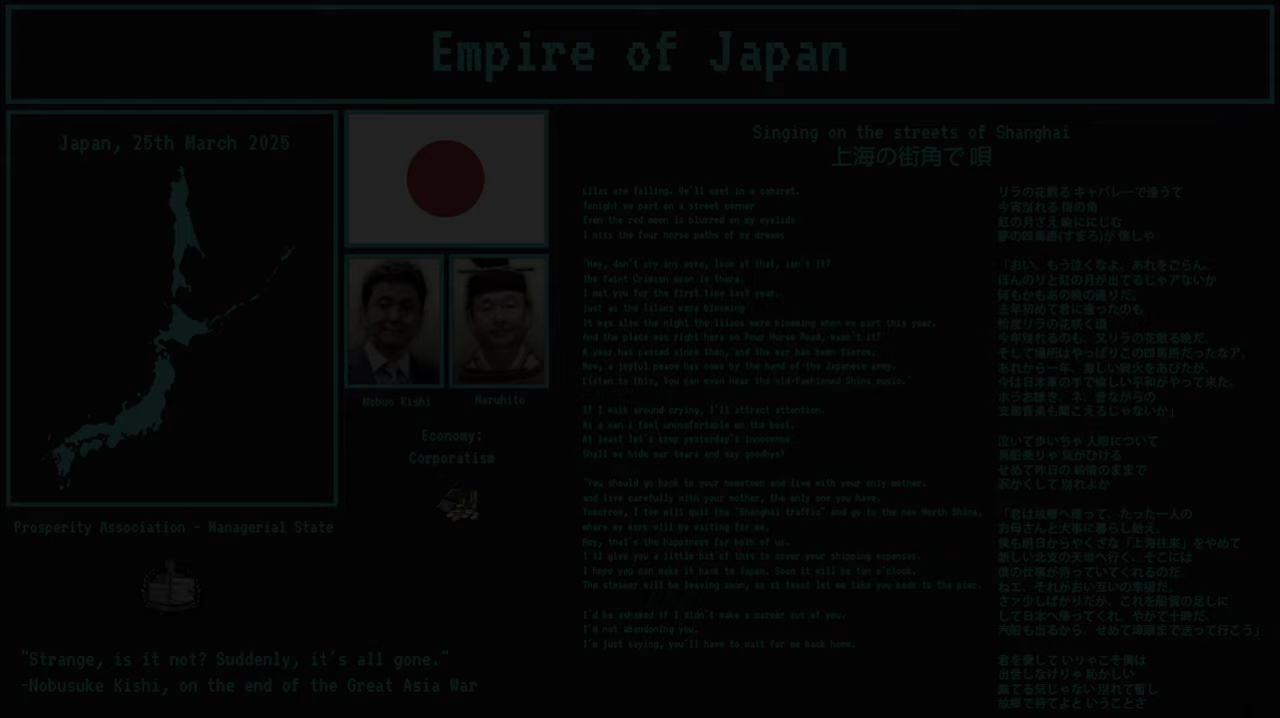 Empire of Japan
Japan, 25th March 2025
Nobuo Kishi
Naruhito
Economy:
Corporatism
Prosperity Association - Managerial State
"Strange, is it not? Suddenly, it's all gone."
-Nobusuke Kishi, on the end of the Great Asia War
Singing on the streets of Shanghai
上海の街角で 唄
Lilas are falling. We'll meet in a cabaret.
Tonight we part on a street corner
Even the red moon is blurred on my eyelids
I miss the four horse paths of my dreams
"Hey, don't cry any more, look at that, isn't it?
The faint Crimson moon is there.
I met you for the first time last year.
just as the lilacs were blooming
It was also the night the lilacs were blooming when we part this year.
And the place was right here on Four Horse Road, wasn't it?
A year has passed since then, and the war has been fierce.
Now, a joyful peace has come by the hand of the Japanese army.
Listen to this, You can even hear the old-fashioned China music."
If I walk around crying, I'll attract attention.
As a man I feel uncomfortable on the boat.
At least let's keep yesterday's innocence
Shall we hide our tears and say goodbye?
"You should go back to your hometown and live with your only mother.
and live carefully with your mother, the only one you have.
Tomorrow, I too will quit the "Shanghai traffic" and go to the new North China,
where my work will be waiting for me.
Hey, that's the happiness for both of us.
I'll give you a little bit of this to cover your shipping expenses.
I hope you can make it back to Japan. Soon it will be ten o'clock.
The steamer will be leaving soon, so at least let me take you back to the pier.
I'd be ashamed if I didn't make a career out of you.
I'm not abandoning you.
I'm just saying, you'll have to wait for me back home.
リラの花散る キャバレーで逢うて
今宵別れる 街の角
紅の月さえ 瞼ににじむ
夢の四馬路(すまろ)が 懐しや
「おい、もう泣くなよ、あれをごらん、
ほんのりと紅の月が出てるじゃアないか
何もかもあの晩の通りだ。
去年初めて君に逢ったのも
恰度リラの花咲く頃
今年別れるのも、又リラの花散る晩だ。
そして場所はやっぱりこの四馬路だったなア。
あれから一年、激しい戦火をあびたが、
今は日本軍の手で愉しい平和がやって来た。
ホラお聴き、ネ、昔ながらの
支那音楽も聞こえるじゃないか」
泣いて歩いちゃ 人眼について
男船乗りゃ 気がひける
せめて昨日の 純情のままで
涙かくして 別れよか
「君は故郷へ帰って、たった一人の
お母さんと大事に暮らし給え。
僕も明日からやくざな「上海往来」をやめて
新しい北支の天地へ行く、そこには
僕の仕事が待っていてくれるのだ。
ねエ、それがお互いの幸福だ。
さァ少しばかりだが、これを船賃の足しに
して日本へ帰ってくれ、やがて十時だ。
汽船も出るから、せめて埠頭まで送って行こう」
君を愛して いりゃこそ僕は
出世しなけりゃ 恥かしい
棄てる気じゃない 別れて暫し
故郷で待てよと いうことさ